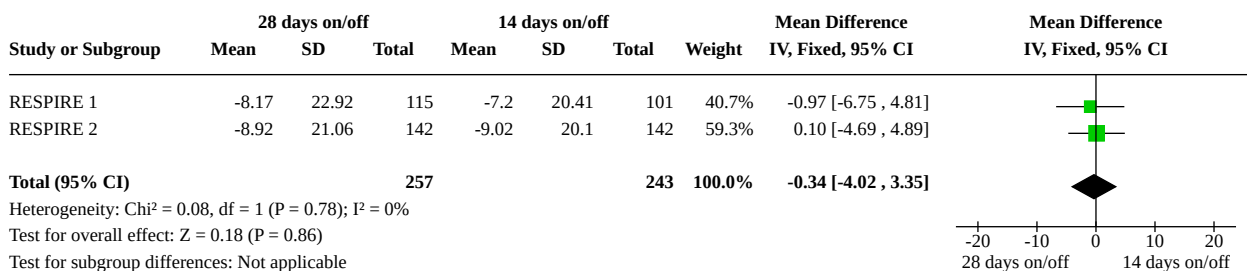 28 days on/off 14 days on/off Mean Difference Mean Difference
Study or Subgroup Mean SD Total Mean SD Total Weight IV, Fixed, 95% CI IV, Fixed, 95% CI
RESPIRE 1 -8.17 22.92 115 -7.2 20.41 101 40.7% -0.97 [-6.75 , 4.81]
RESPIRE 2 -8.92 21.06 142 -9.02 20.1 142 59.3% 0.10 [-4.69 , 4.89]
Total (95% CI) 257 243 100.0% -0.34 [-4.02 , 3.35]
Heterogeneity: Chi² = 0.08, df = 1 (P = 0.78); I² = 0%
Test for overall effect: Z = 0.18 (P = 0.86)
Test for subgroup differences: Not applicable
-20 -10 0 10 20
28 days on/off 14 days on/off